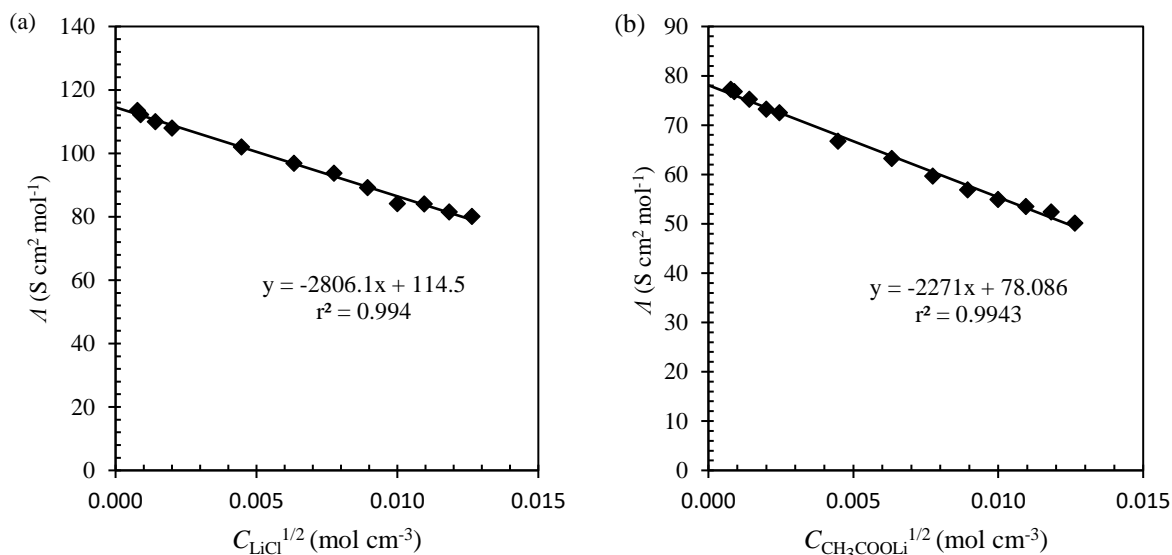 (a)
140
120
100
80
60
40
20
0
Λ (S cm² mol⁻¹)
y = -2806.1x + 114.5
r² = 0.994
0.000 0.005 0.010 0.015
C_LiCl^1/2 (mol cm⁻³)
(b)
90
80
70
60
50
40
30
20
10
0
Λ (S cm² mol⁻¹)
y = -2271x + 78.086
r² = 0.9943
0.000 0.005 0.010 0.015
C_CH₃COOLi^1/2 (mol cm⁻³)